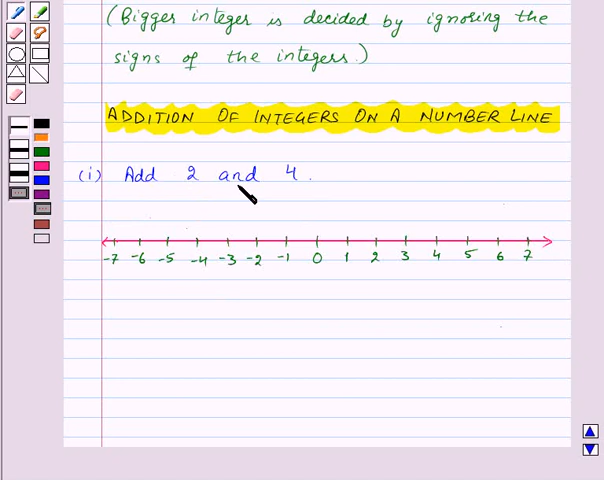 (Bigger integer is decided by ignoring the
signs of the integers.)
ADDITION OF INTEGERS ON A NUMBER LINE
(i) Add 2 and 4.
-7 -6 -5 -4 -3 -2 -1 0 1 2 3 4 5 6 7